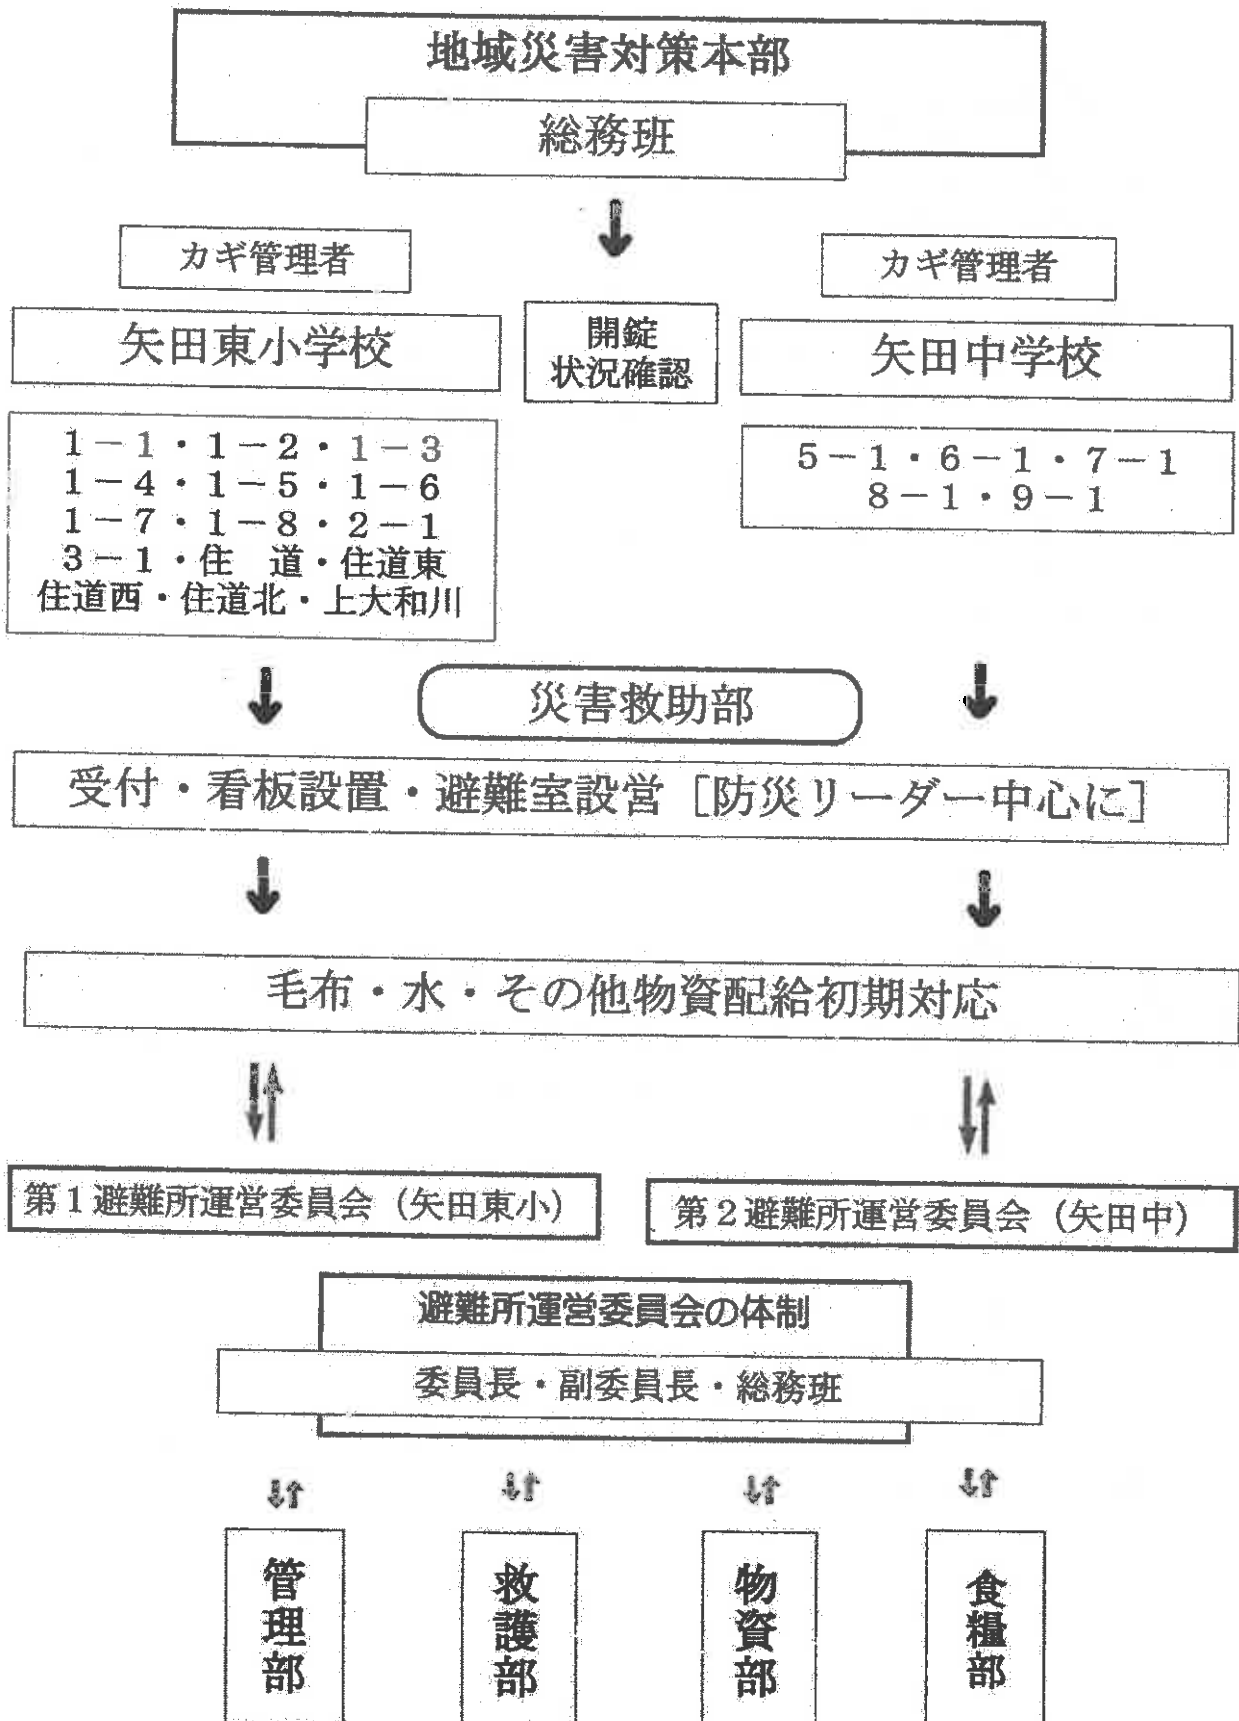 地域災害対策本部
総務班
カギ管理者
矢田東小学校
1－1・1－2・1－3
1－4・1－5・1－6
1－7・1－8・2－1
3－1・住　道・住道東
住道西・住道北・上大和川
開錠
状況確認
カギ管理者
矢田中学校
5－1・6－1・7－1
8－1・9－1
災害救助部
受付・看板設置・避難室設営［防災リーダー中心に］
毛布・水・その他物資配給初期対応
第1避難所運営委員会（矢田東小）
第2避難所運営委員会（矢田中）
避難所運営委員会の体制
委員長・副委員長・総務班
管理部
救護部
物資部
食糧部